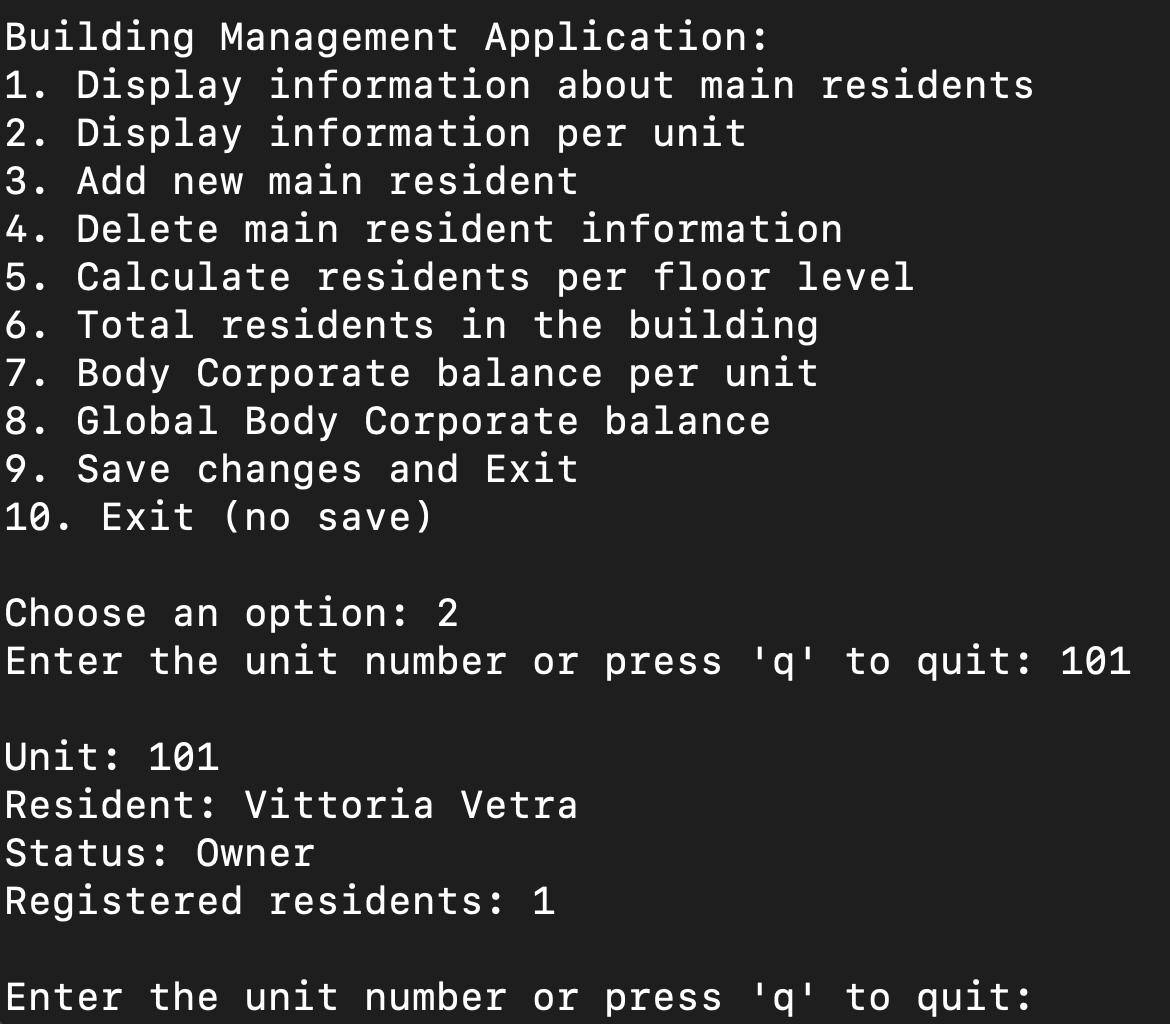 Building Management Application:
1. Display information about main residents
2. Display information per unit
3. Add new main resident
4. Delete main resident information
5. Calculate residents per floor level
6. Total residents in the building
7. Body Corporate balance per unit
8. Global Body Corporate balance
9. Save changes and Exit
10. Exit (no save)
Choose an option: 2
Enter the unit number or press 'q' to quit: 101
Unit: 101
Resident: Vittoria Vetra
Status: Owner
Registered residents: 1
Enter the unit number or press 'q' to quit: